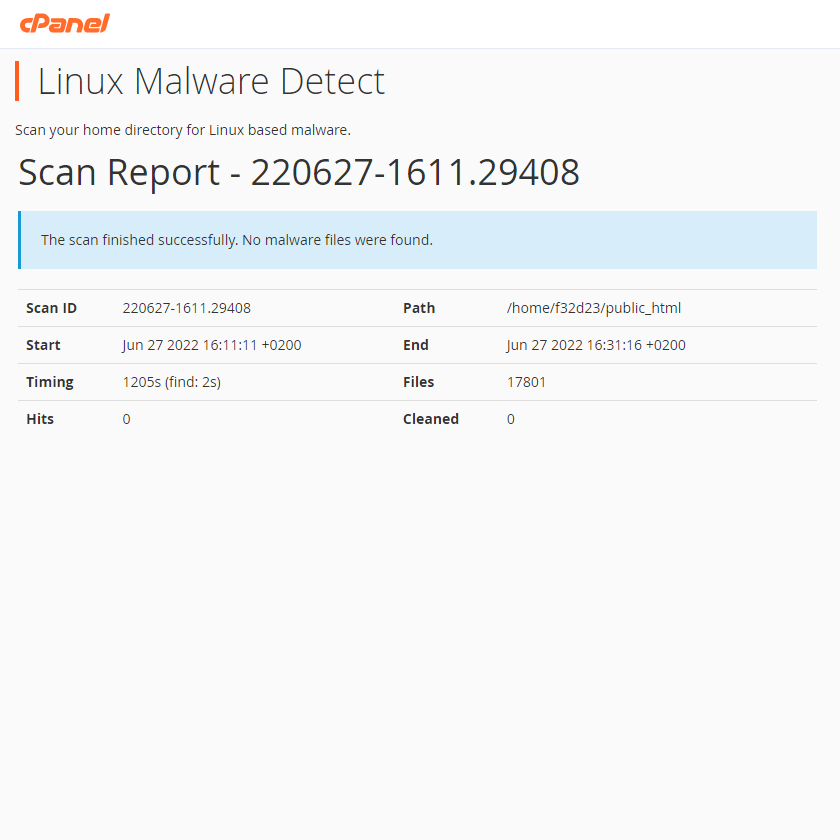 cPanel
Linux Malware Detect
Scan your home directory for Linux based malware.
Scan Report - 220627-1611.29408
The scan finished successfully. No malware files were found.
Scan ID 220627-1611.29408 Path /home/f32d23/public_html
Start Jun 27 2022 16:11:11 +0200 End Jun 27 2022 16:31:16 +0200
Timing 1205s (find: 2s) Files 17801
Hits 0 Cleaned 0